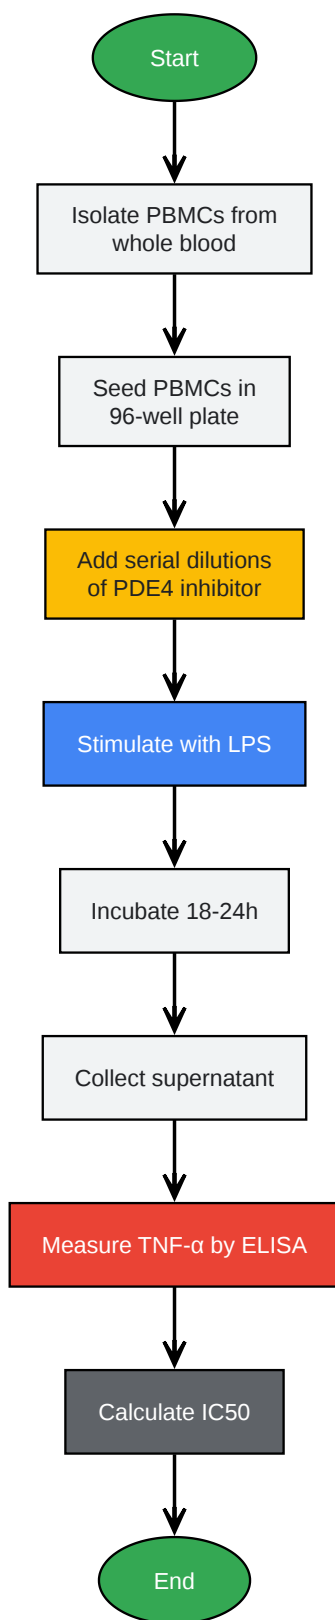 Start
Isolate PBMCs from
whole blood
Seed PBMCs in
96-well plate
Add serial dilutions
of PDE4 inhibitor
Stimulate with LPS
Incubate 18-24h
Collect supernatant
Measure TNF-α by ELISA
Calculate IC50
End